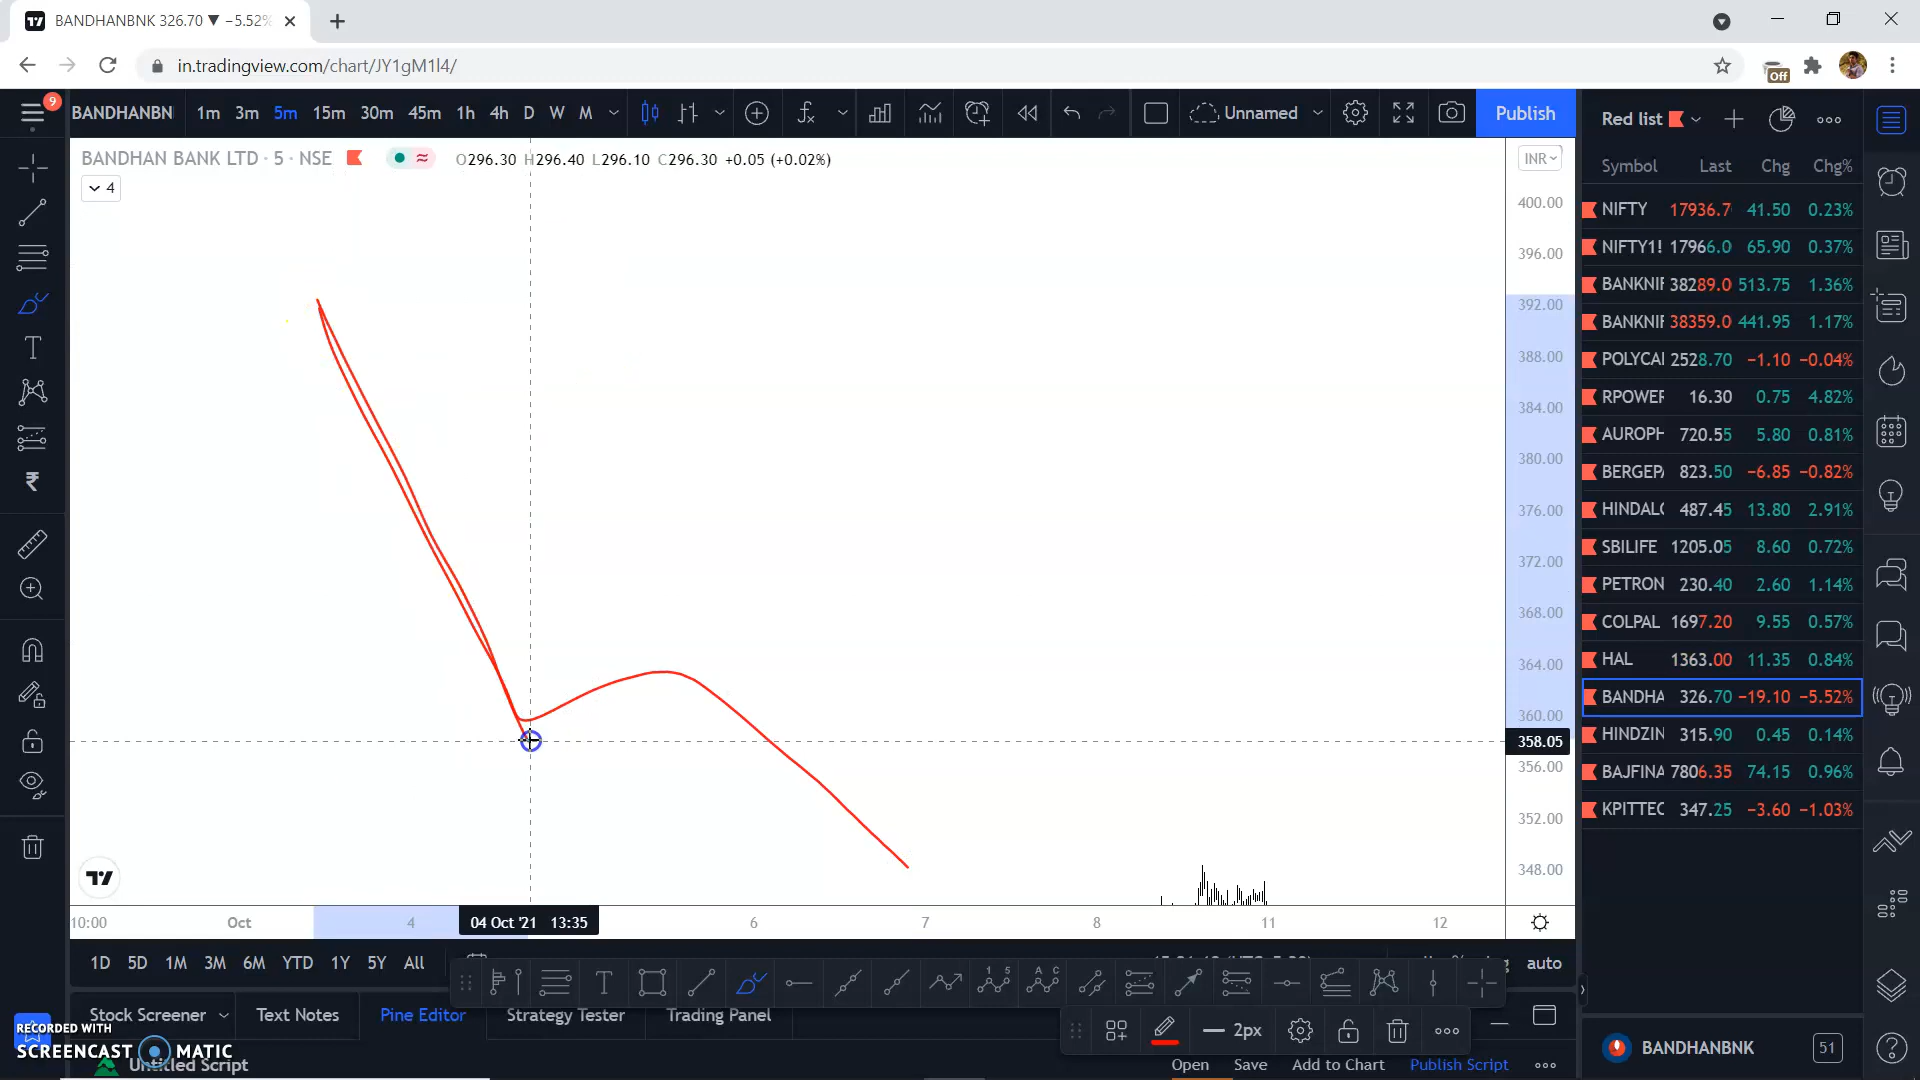 BANDHANBNK 326.70 ▼ −5.52%
in.tradingview.com/chart/JY1gM1l4/
Off
9
BANDHANBN 1m 3m 5m 15m 30m 45m 1h 4h D W M Unnamed Publish
Red list
BANDHAN BANK LTD · 5 · NSE O296.30 H296.40 L296.10 C296.30 +0.05 (+0.02%)
INR
4
Symbol Last Chg Chg%
NIFTY 17936.7 41.50 0.23%
NIFTY1! 17966.0 65.90 0.37%
BANKNIF 38289.0 513.75 1.36%
BANKNIF 38359.0 441.95 1.17%
POLYCAI 2528.70 −1.10 −0.04%
RPOWER 16.30 0.75 4.82%
AUROPH 720.55 5.80 0.81%
BERGEPA 823.50 −6.85 −0.82%
HINDALC 487.45 13.80 2.91%
SBILIFE 1205.05 8.60 0.72%
PETRON 230.40 2.60 1.14%
COLPAL 1697.20 9.55 0.57%
HAL 1363.00 11.35 0.84%
BANDHA 326.70 −19.10 −5.52%
HINDZIN 315.90 0.45 0.14%
BAJFINA 7806.35 74.15 0.96%
KPITTEC 347.25 −3.60 −1.03%
400.00
396.00
392.00
388.00
384.00
380.00
376.00
372.00
368.00
364.00
360.00
358.05
356.00
352.00
348.00
10:00 Oct 4 04 Oct '21 13:35 6 7 8 11 12
1D 5D 1M 3M 6M YTD 1Y 5Y All auto
Stock Screener Text Notes Pine Editor Strategy Tester Trading Panel
2px
RECORDED WITH
SCREENCAST MATIC
Untitled Script
Open Save Add to Chart Publish Script
BANDHANBNK 51